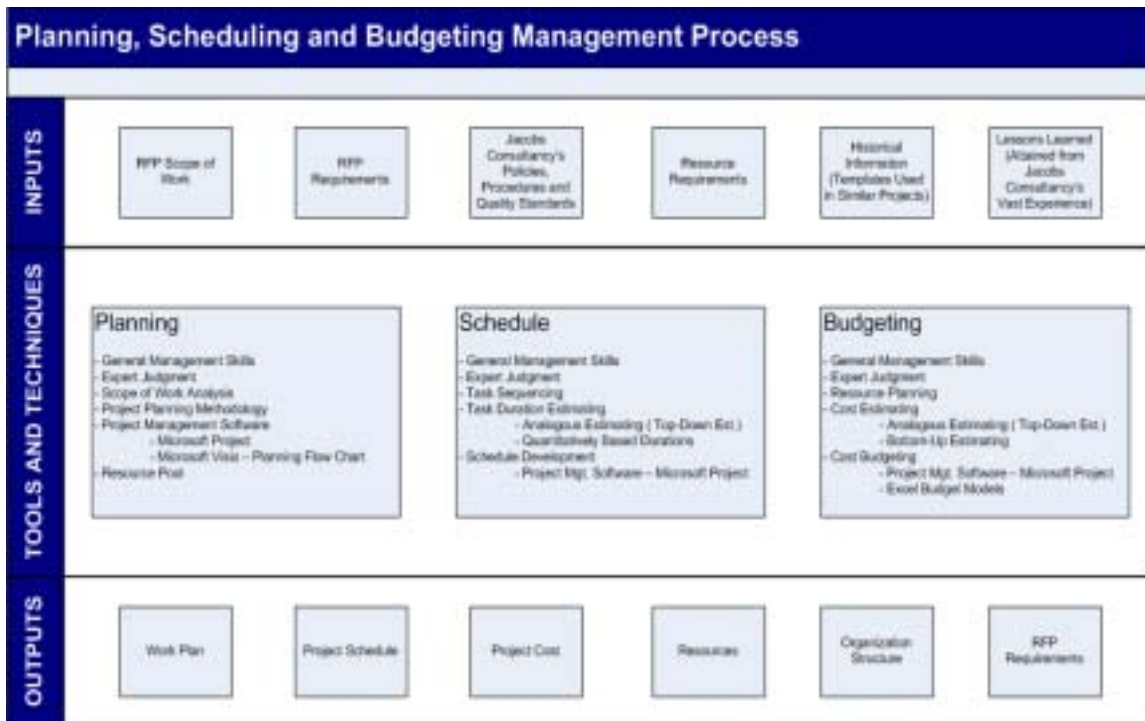 Planning, Scheduling and Budgeting Management Process
INPUTS
RFP Scope of
Work
RFP
Requirements
Jacobs
Consultancy's
Policies,
Procedures and
Quality Standards
Resource
Requirements
Historical
Information
(Templates Used
in Similar Projects)
Lessons Learned
(Attained from
Jacobs
Consultancy's
Vast Experience)
TOOLS AND TECHNIQUES
Planning
- General Management Skills
- Expert Judgment
- Scope of Work Analysis
- Project Planning Methodology
- Project Management Software
- Microsoft Project
- Microsoft Visio – Planning Flow Chart
- Resource Pool
Schedule
- General Management Skills
- Expert Judgment
- Task Sequencing
- Task Duration Estimating
- Analogous Estimating ( Top-Down Est.)
- Quantitatively Based Durations
- Schedule Development
- Project Mgt. Software – Microsoft Project
Budgeting
- General Management Skills
- Expert Judgment
- Resource Planning
- Cost Estimating
- Analogous Estimating ( Top-Down Est.)
- Bottom-Up Estimating
- Cost Budgeting
- Project Mgt. Software – Microsoft Project
- Excel Budget Models
OUTPUTS
Work Plan
Project Schedule
Project Cost
Resources
Organization
Structure
RFP
Requirements